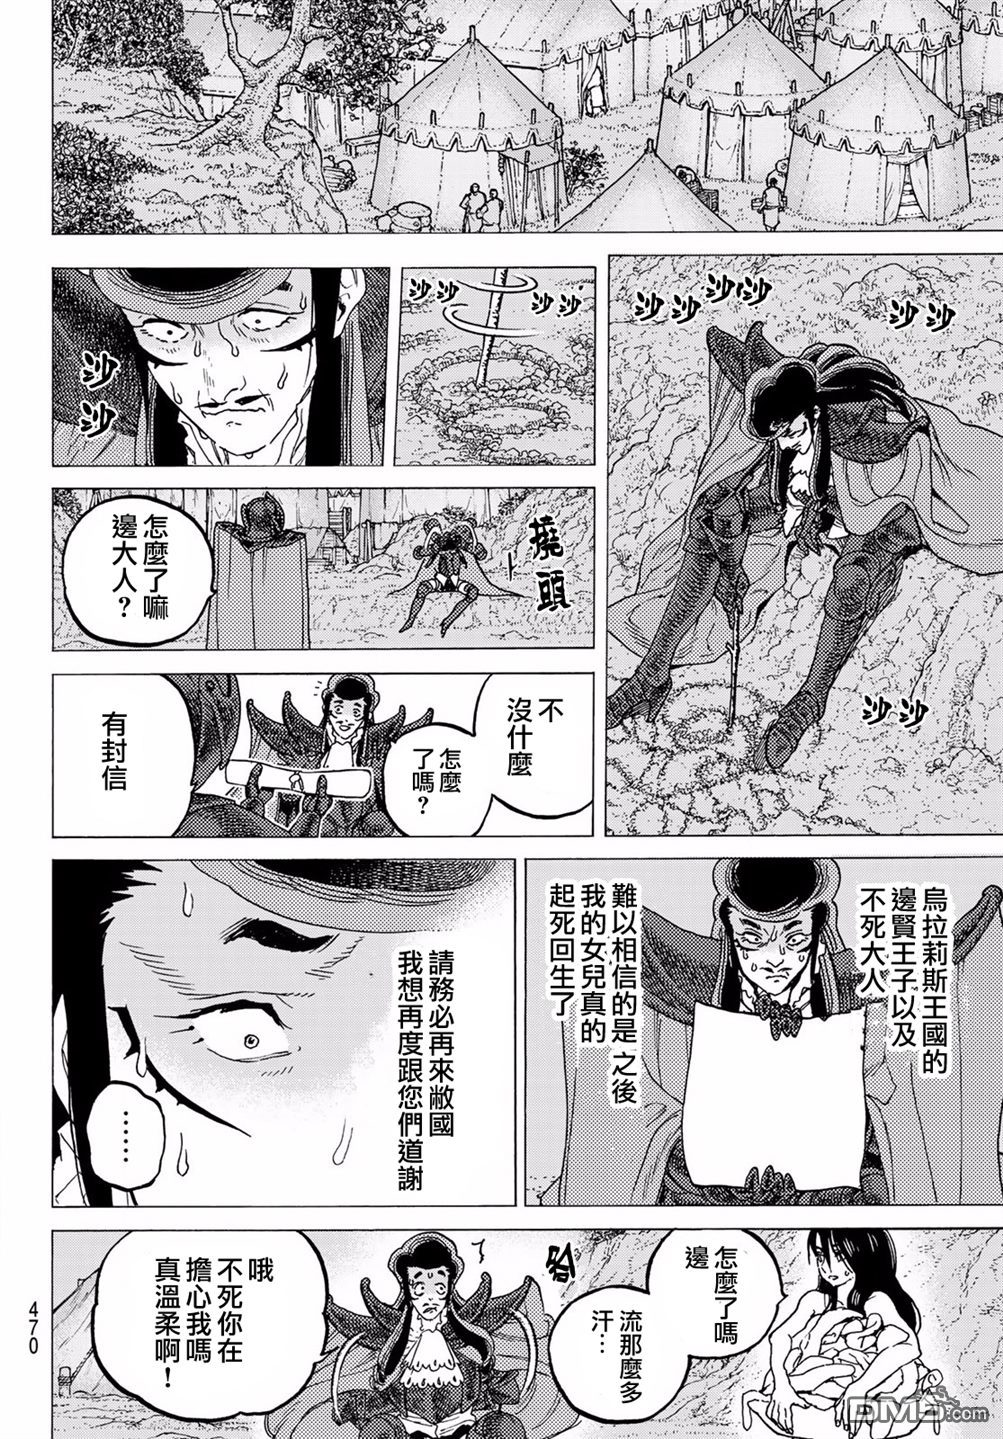 沙沙
沙沙
沙沙
沙沙
沙沙
沙沙
沙
沙
撓頭
怎麼了嘛
邊大人？
不
沒什麼
怎麼
了嗎？
有封信
烏拉莉斯王國的
邊賢王子以及
不死大人
難以相信的是 之後
我的女兒真的
起死回生了
請務必再來敝國
我想再度跟您們道謝
……
怎麼了嗎
邊
流那麼多
汗…
哦
不死你在
擔心我嗎
真溫柔啊！
470